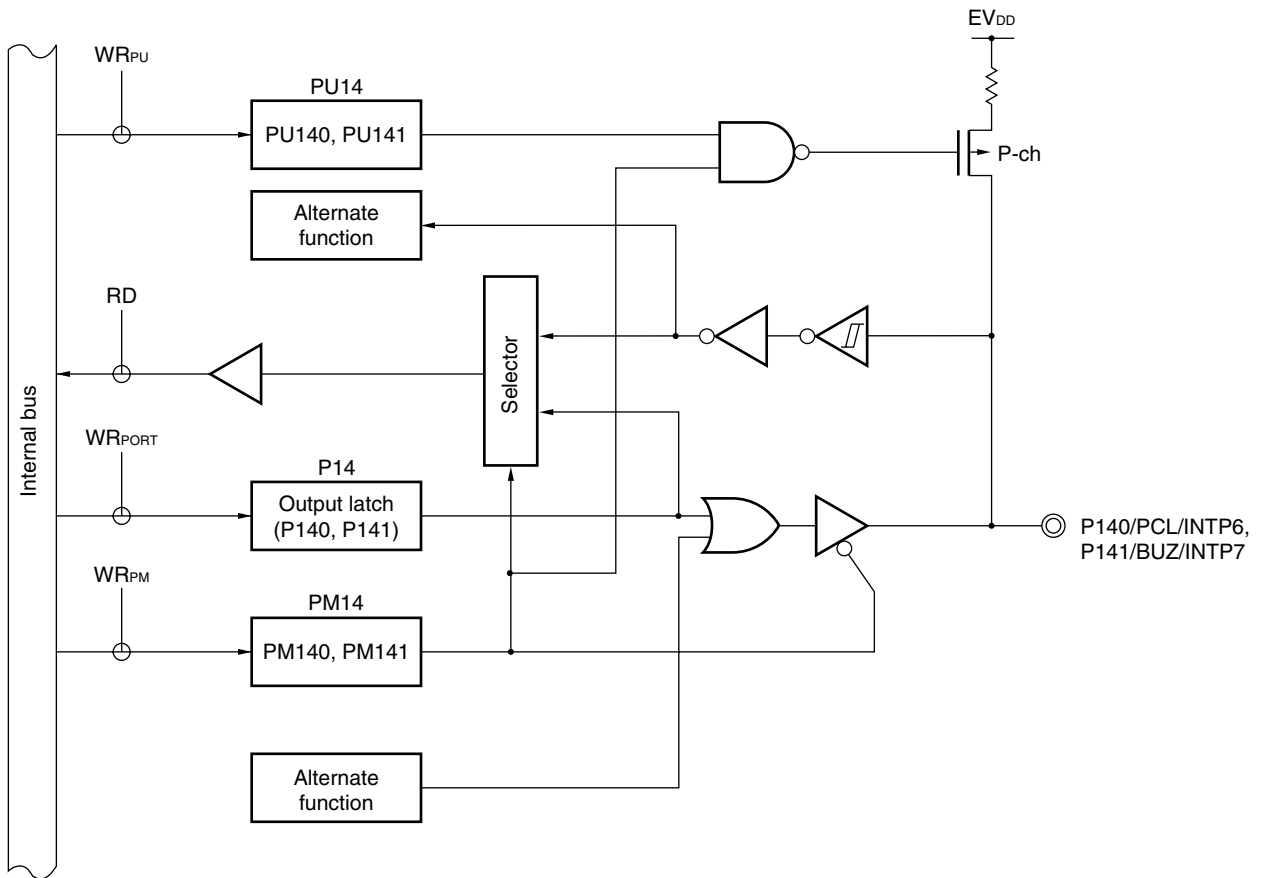 EVDD
WRPU
PU14
PU140, PU141
P-ch
Alternate
function
RD
Selector
Internal bus
WRPORT
P14
Output latch
(P140, P141)
P140/PCL/INTP6,
P141/BUZ/INTP7
WRPM
PM14
PM140, PM141
Alternate
function